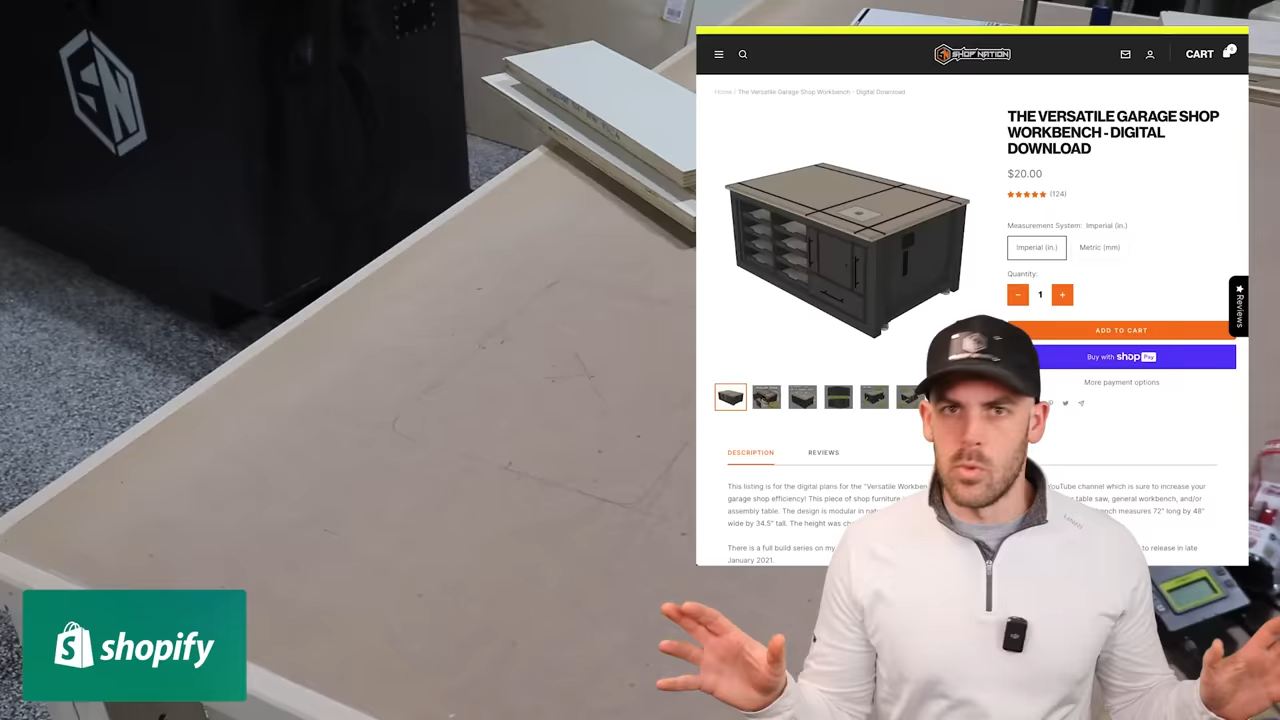 SN
SHOP NATION
CART
Home / The Versatile Garage Shop Workbench - Digital Download
THE VERSATILE GARAGE SHOP
WORKBENCH - DIGITAL
DOWNLOAD
$20.00
(124)
Measurement System: Imperial (in.)
Imperial (in.)
Metric (mm)
Quantity:
− 1 +
★ Reviews
ADD TO CART
Buy with shop Pay
More payment options
DESCRIPTION
REVIEWS
This listing is for the digital plans for the "Versatile Workben
YouTube channel which is sure to increase your
garage shop efficiency! This piece of shop furniture
table saw, general workbench, and/or
assembly table. The design is modular in nat
ench measures 72" long by 48"
wide by 34.5" tall. The height was ch
There is a full build series on my
to release in late
January 2021.
shopify